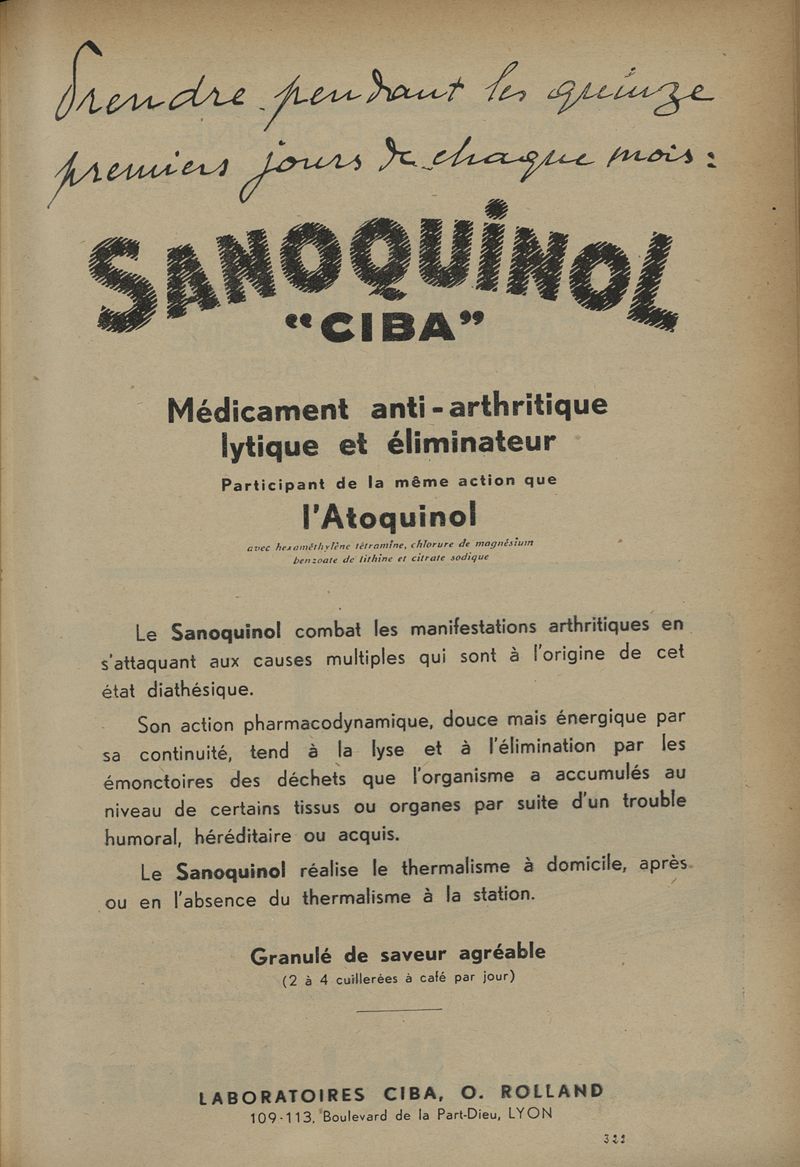 Prendre pendant les quinze
premiers jours de chaque mois :
SANOQUINOL
"CIBA"
Médicament anti-arthritique
lytique et éliminateur
Participant de la même action que
l'Atoquinol
avec hexaméthylène tétramine, chlorure de magnésium
benzoate de lithine et citrate sodique
Le Sanoquinol combat les manifestations arthritiques en
s'attaquant aux causes multiples qui sont à l'origine de cet
état diathésique.
Son action pharmacodynamique, douce mais énergique par
sa continuité, tend à la lyse et à l'élimination par les
émonctoires des déchets que l'organisme a accumulés au
niveau de certains tissus ou organes par suite d'un trouble
humoral, héréditaire ou acquis.
Le Sanoquinol réalise le thermalisme à domicile, après
ou en l'absence du thermalisme à la station.
Granulé de saveur agréable
(2 à 4 cuillerées à café par jour)
LABORATOIRES CIBA, O. ROLLAND
109-113, Boulevard de la Part-Dieu, LYON